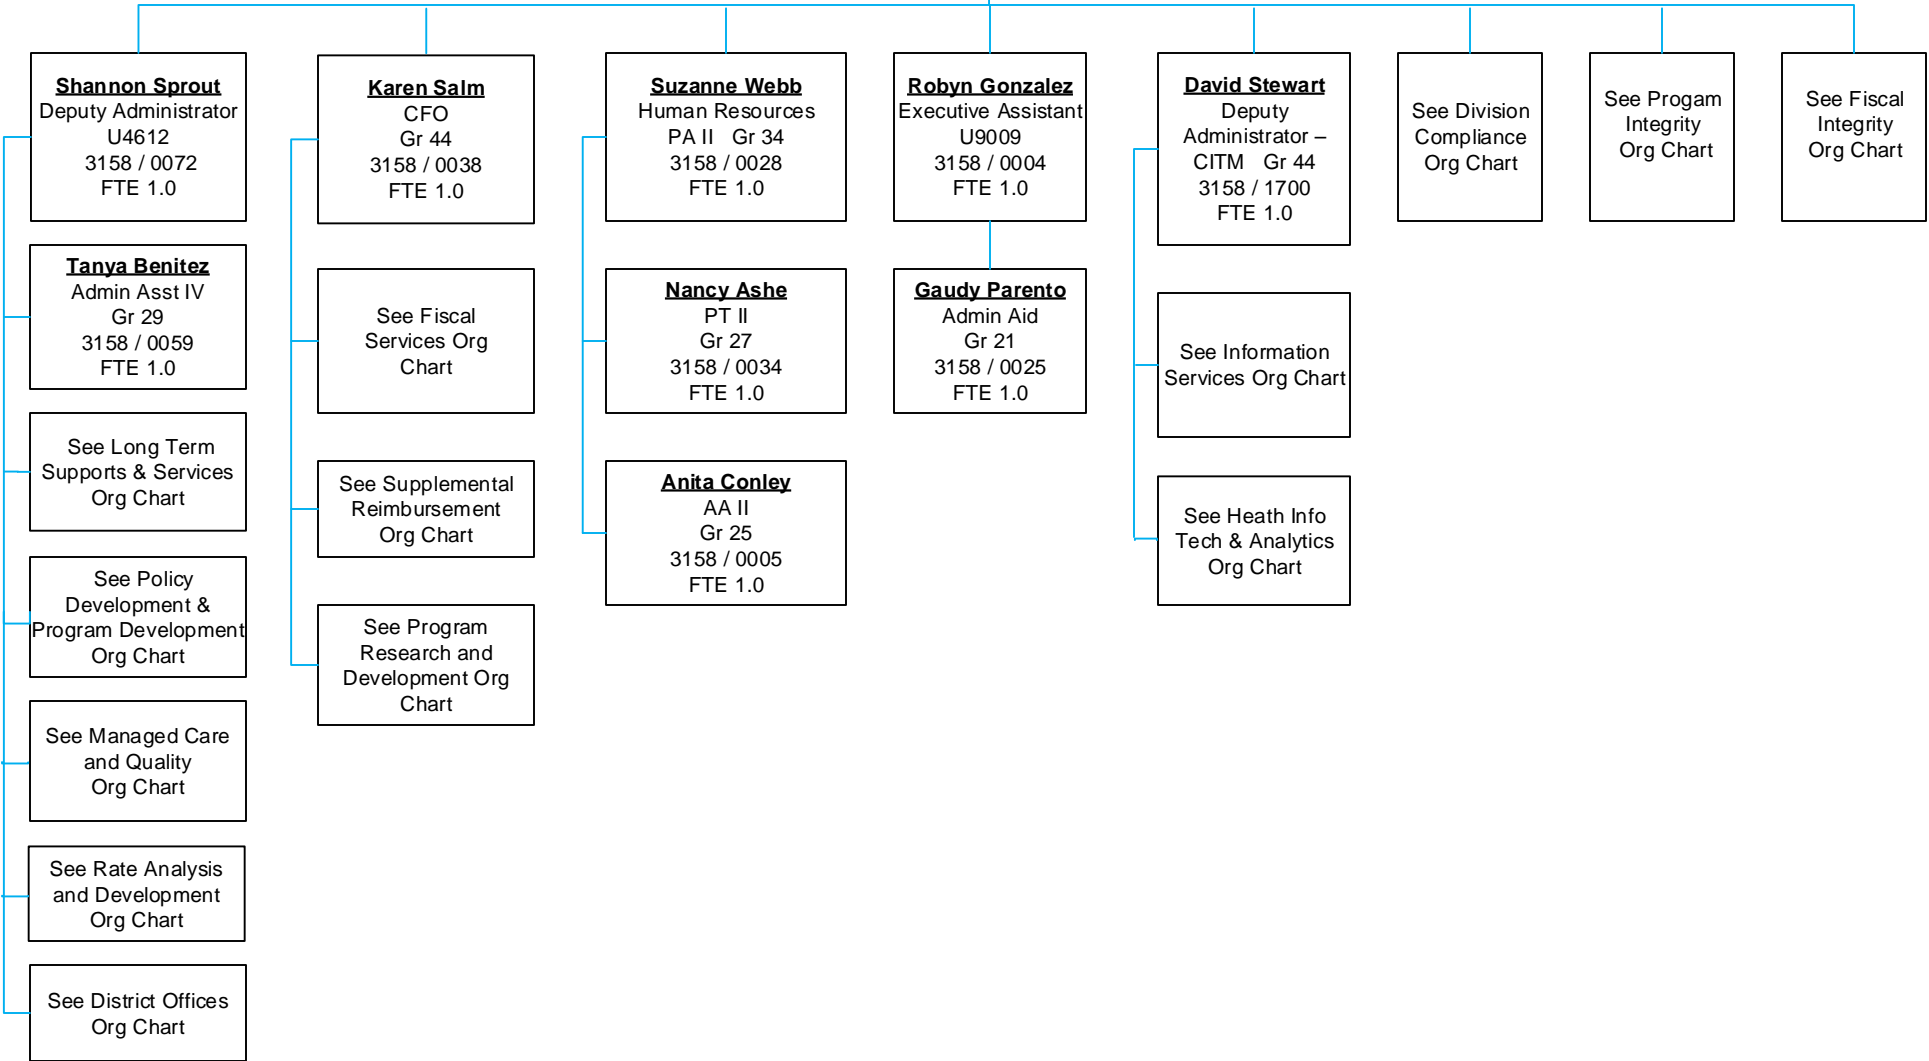 Shannon Sprout
Deputy Administrator
U4612
3158 / 0072
FTE 1.0
Tanya Benitez
Admin Asst IV
Gr 29
3158 / 0059
FTE 1.0
See Long Term
Supports & Services
Org Chart
See Policy
Development &
Program Development
Org Chart
See Managed Care
and Quality
Org Chart
See Rate Analysis
and Development
Org Chart
See District Offices
Org Chart
Karen Salm
CFO
Gr 44
3158 / 0038
FTE 1.0
See Fiscal
Services Org
Chart
See Supplemental
Reimbursement
Org Chart
See Program
Research and
Development Org
Chart
Suzanne Webb
Human Resources
PA II Gr 34
3158 / 0028
FTE 1.0
Nancy Ashe
PT II
Gr 27
3158 / 0034
FTE 1.0
Anita Conley
AA II
Gr 25
3158 / 0005
FTE 1.0
Robyn Gonzalez
Executive Assistant
U9009
3158 / 0004
FTE 1.0
Gaudy Parento
Admin Aid
Gr 21
3158 / 0025
FTE 1.0
David Stewart
Deputy
Administrator –
CITM Gr 44
3158 / 1700
FTE 1.0
See Information
Services Org Chart
See Heath Info
Tech & Analytics
Org Chart
See Division
Compliance
Org Chart
See Progam
Integrity
Org Chart
See Fiscal
Integrity
Org Chart